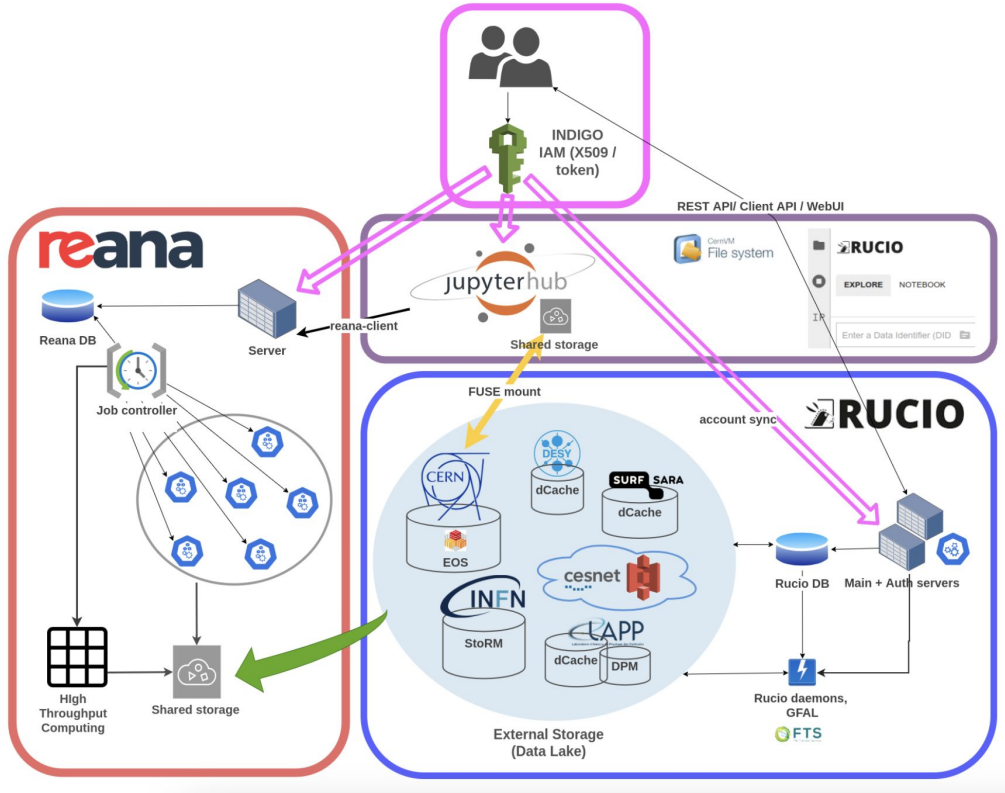 INDIGO
IAM (X509 /
token)
REST API/ Client API / WebUI
reana
Reana DB
Server
Job controller
HIgh
Throughput
Computing
Shared storage
reana-client
jupyterhub
Shared storage
CernVM
File system
RUCIO
EXPLORE
NOTEBOOK
IP
Enter a Data Identifier (DID
FUSE mount
account sync
RUCIO
CERN
EOS
DESY
dCache
SURF SARA
dCache
cesnet
INFN
StoRM
LAPP
dCache
DPM
External Storage
(Data Lake)
Rucio DB
Main + Auth servers
Rucio daemons,
GFAL
FTS